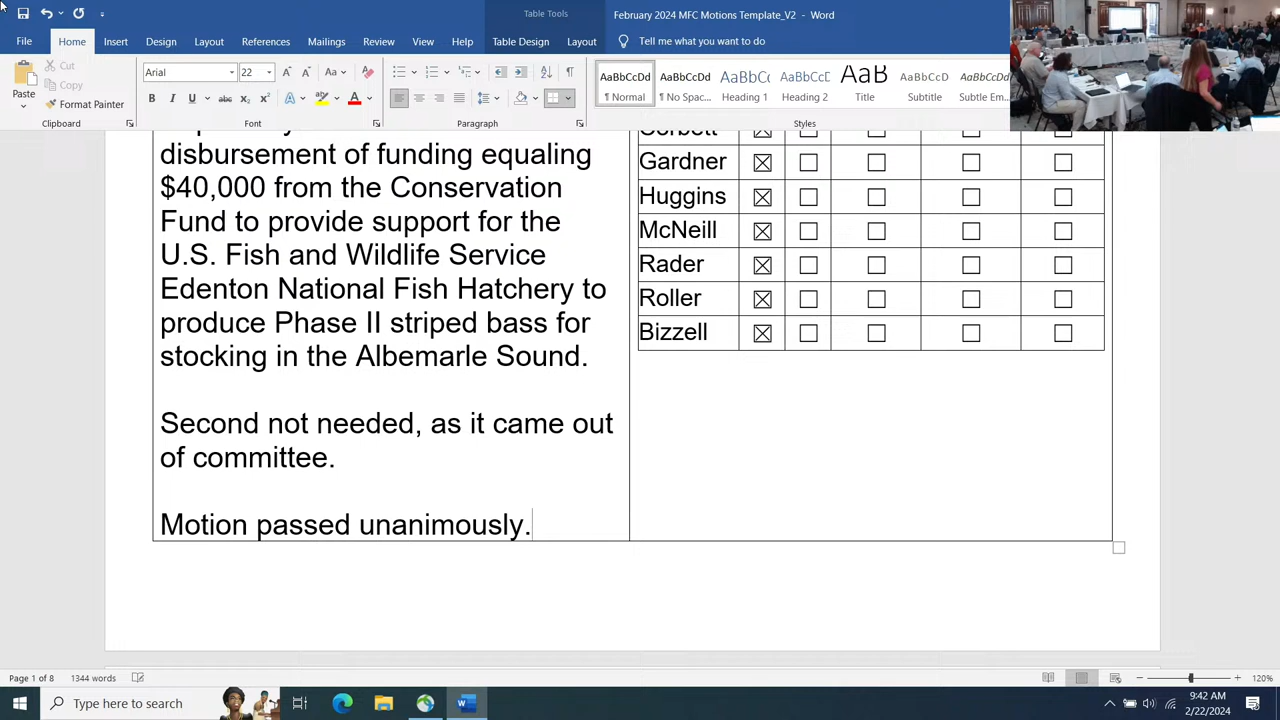 Table Tools
February 2024 MFC Motions Template_V2 - Word
File
Home
Insert
Design
Layout
References
Mailings
Review
View
Help
Table Design
Layout
Tell me what you want to do
Paste
Cut
Copy
Format Painter
Clipboard
Arial
22
Font
Paragraph
AaBbCcDd
AaBbCcDd
AaBbCc
AaBbCcE
AaB
AaBbCcD
AaBbCcDd
¶ Normal
¶ No Spac...
Heading 1
Heading 2
Title
Subtitle
Subtle Em...
Styles
disbursement of funding equaling
$40,000 from the Conservation
Fund to provide support for the
U.S. Fish and Wildlife Service
Edenton National Fish Hatchery to
produce Phase II striped bass for
stocking in the Albemarle Sound.
Second not needed, as it came out
of committee.
Motion passed unanimously.
Corbett
Gardner
Huggins
McNeill
Rader
Roller
Bizzell
Page 1 of 8
1344 words
120%
Type here to search
9:42 AM
2/22/2024